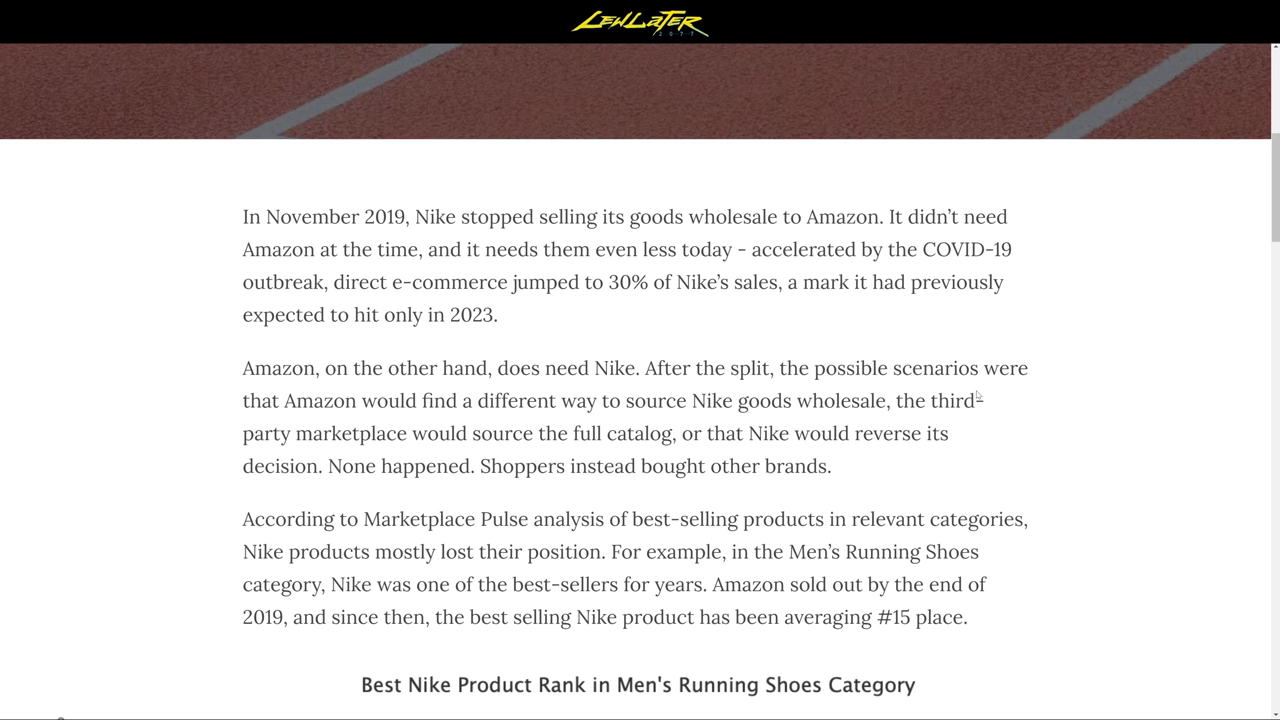 LEWLATER
2077
In November 2019, Nike stopped selling its goods wholesale to Amazon. It didn’t need
Amazon at the time, and it needs them even less today - accelerated by the COVID-19
outbreak, direct e-commerce jumped to 30% of Nike’s sales, a mark it had previously
expected to hit only in 2023.
Amazon, on the other hand, does need Nike. After the split, the possible scenarios were
that Amazon would find a different way to source Nike goods wholesale, the third-
party marketplace would source the full catalog, or that Nike would reverse its
decision. None happened. Shoppers instead bought other brands.
According to Marketplace Pulse analysis of best-selling products in relevant categories,
Nike products mostly lost their position. For example, in the Men’s Running Shoes
category, Nike was one of the best-sellers for years. Amazon sold out by the end of
2019, and since then, the best selling Nike product has been averaging #15 place.
Best Nike Product Rank in Men's Running Shoes Category